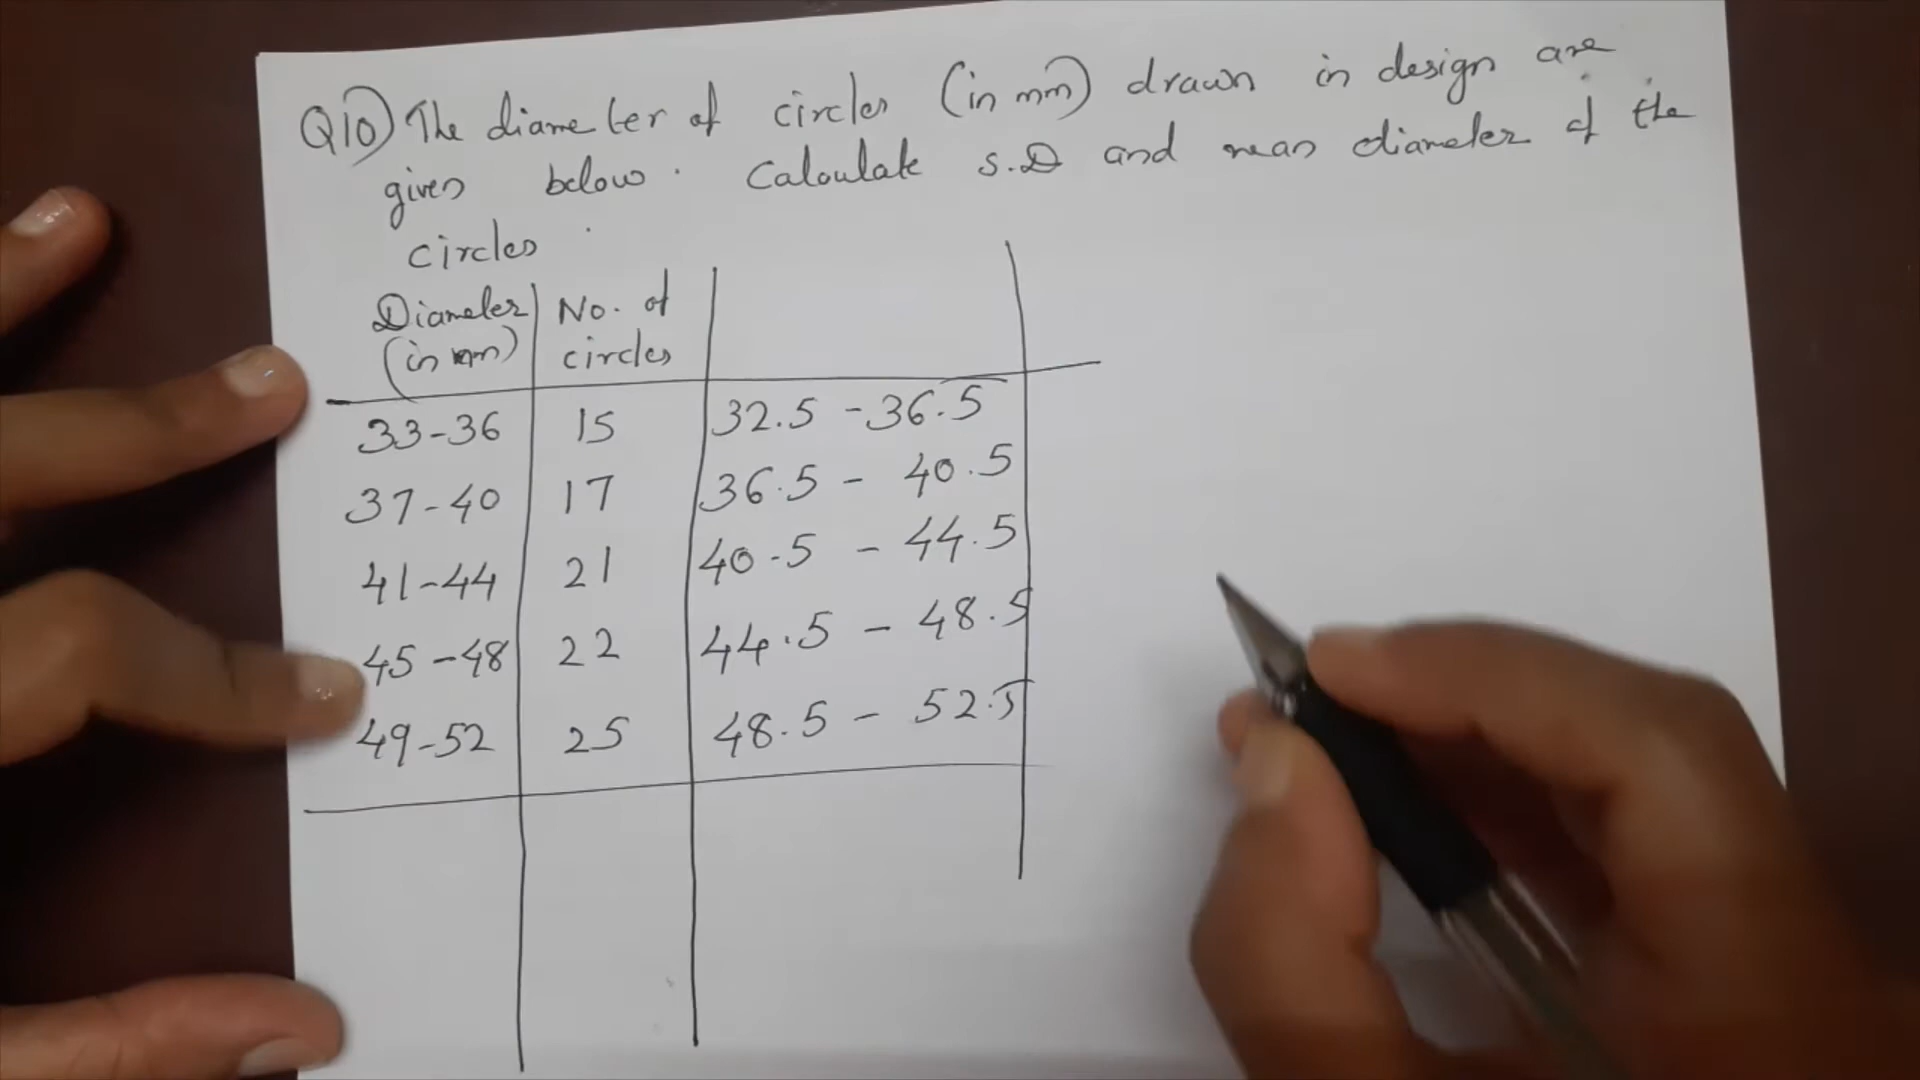 Q10) The diameter of circles (in mm) drawn in design are
given below. Calculate S.D and mean diameter of the
circles.
Diameter (in mm) No. of circles
33-36 15 32.5 - 36.5
37-40 17 36.5 - 40.5
41-44 21 40.5 - 44.5
45-48 22 44.5 - 48.5
49-52 25 48.5 - 52.5